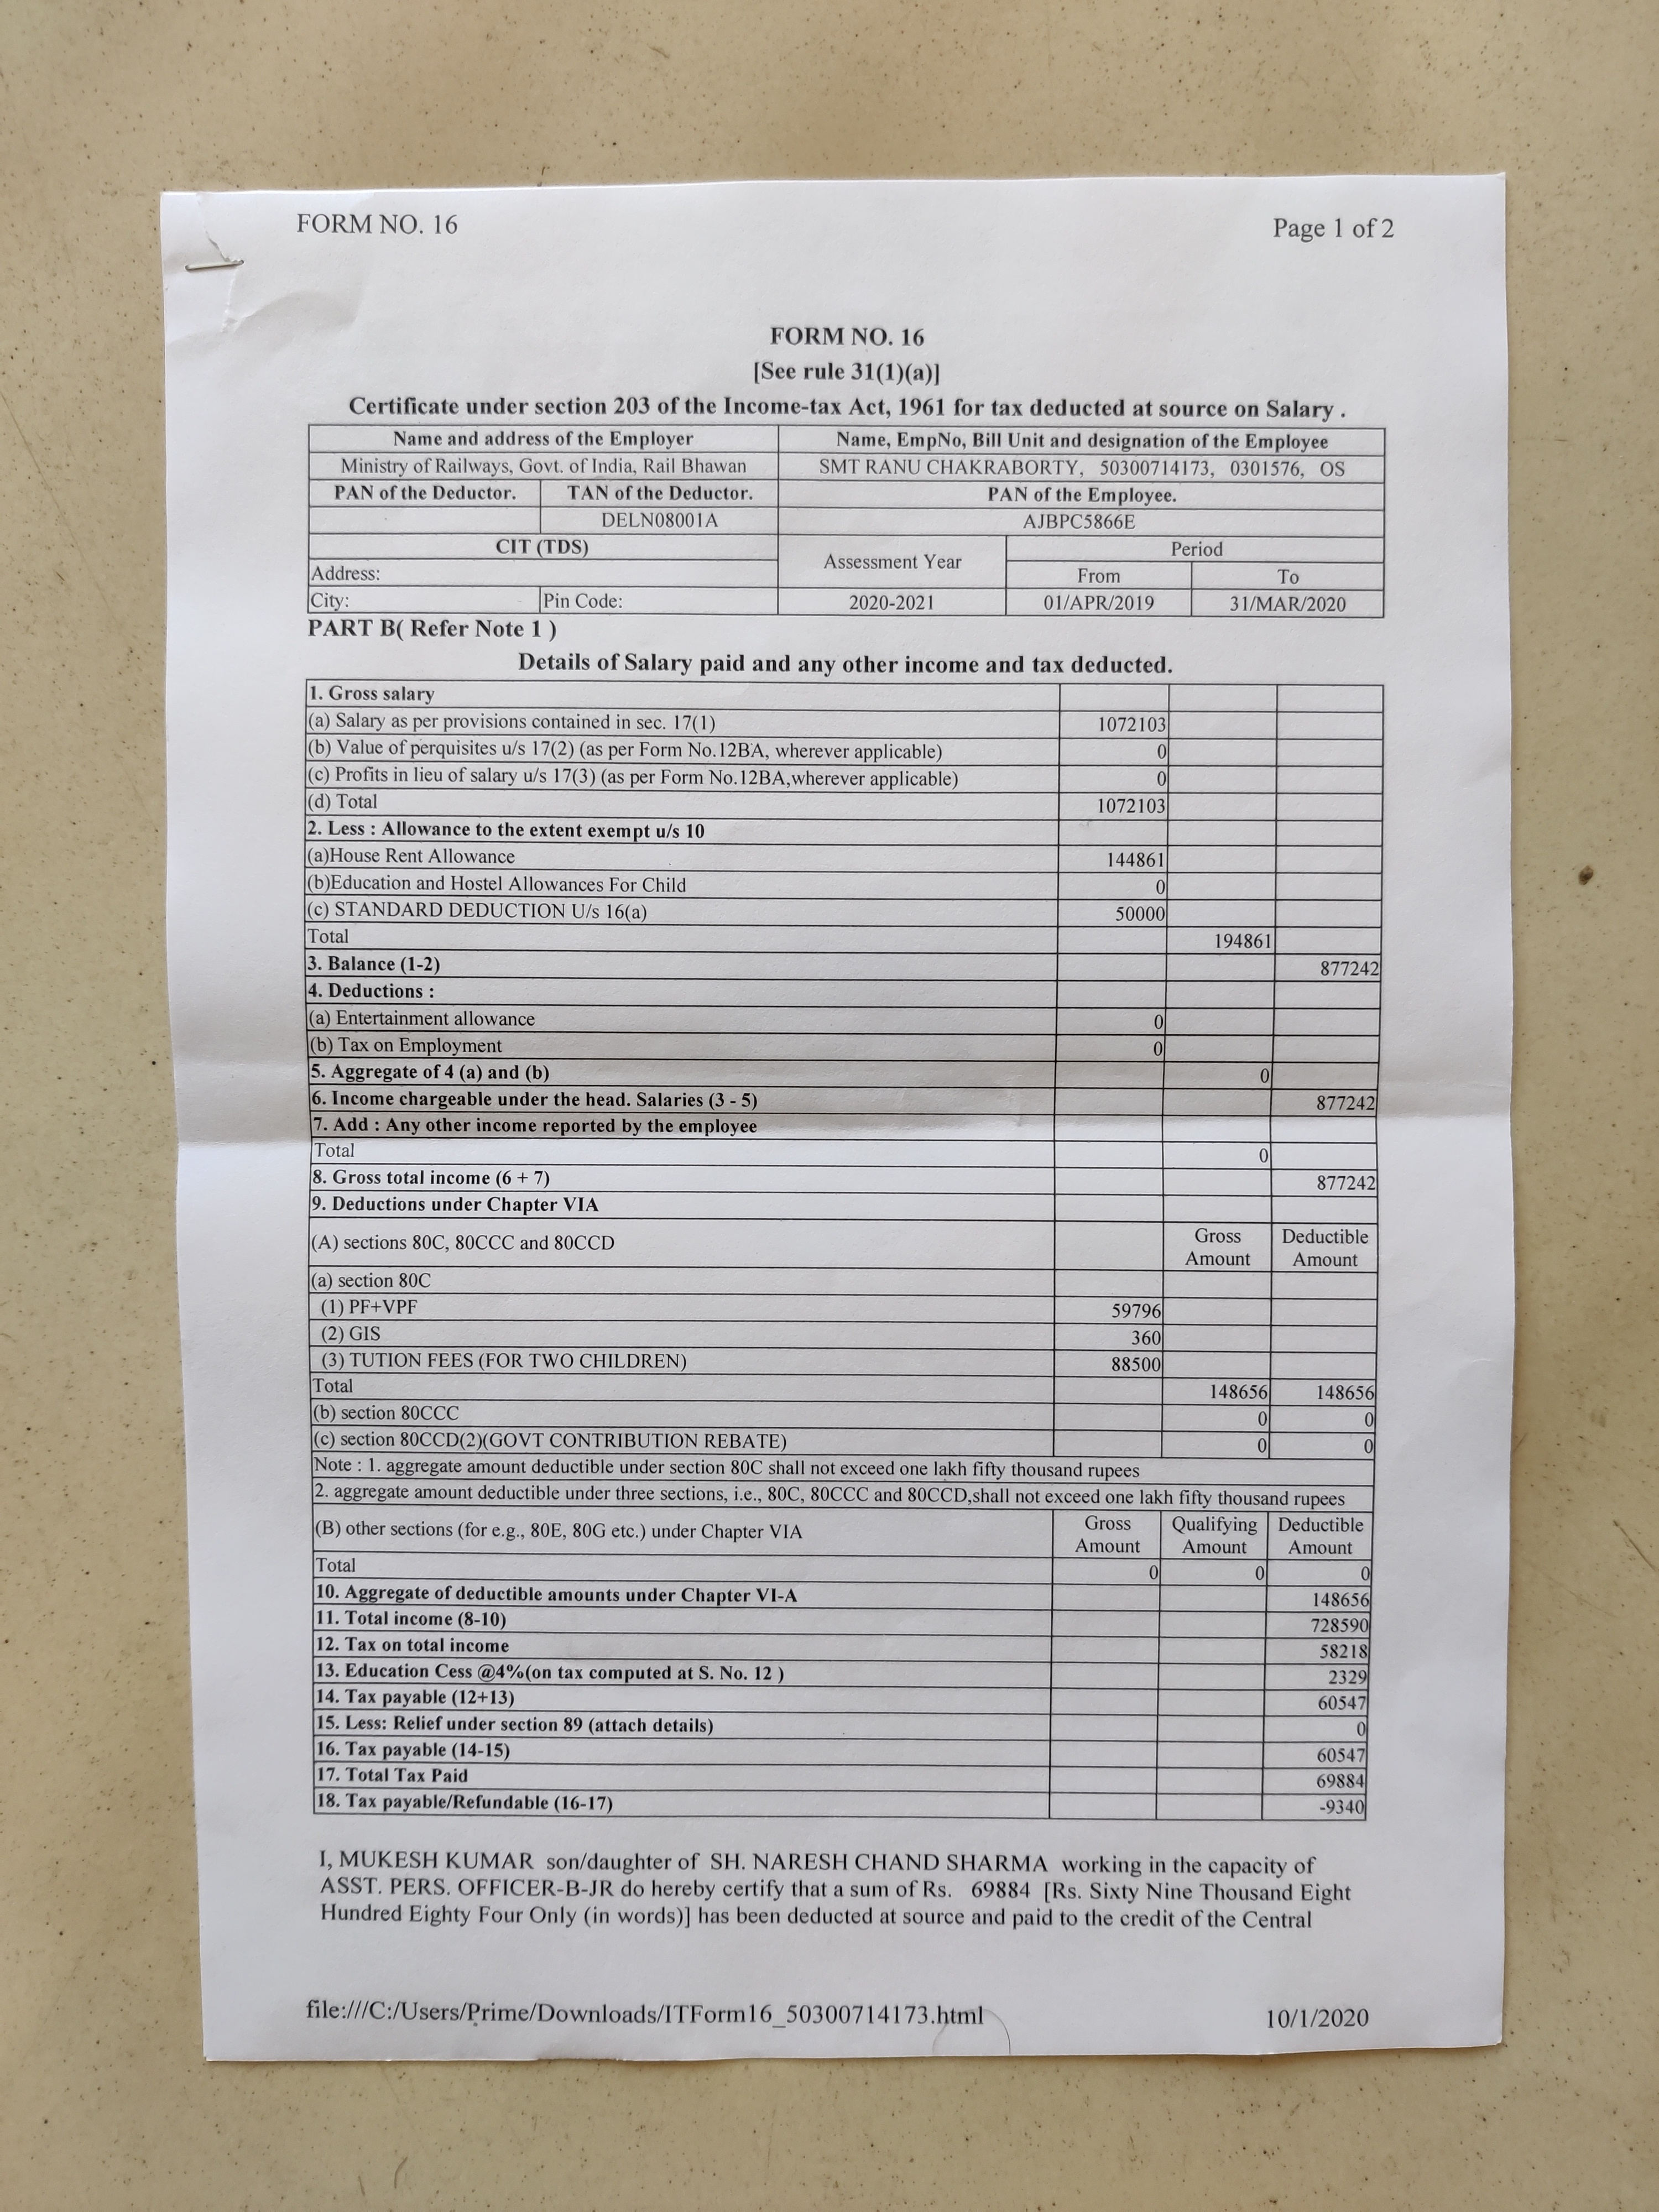 FORM NO. 16 Page 1 of 2
FORM NO. 16
[See rule 31(1)(a)]
Certificate under section 203 of the Income-tax Act, 1961 for tax deducted at source on Salary .
Name and address of the Employer Name, EmpNo, Bill Unit and designation of the Employee
Ministry of Railways, Govt. of India, Rail Bhawan SMT RANU CHAKRABORTY, 50300714173, 0301576, OS
PAN of the Deductor. TAN of the Deductor. PAN of the Employee.
DELN08001A AJBPC5866E
CIT (TDS) Assessment Year Period
Address: From To
City: Pin Code: 2020-2021 01/APR/2019 31/MAR/2020
PART B( Refer Note 1 )
Details of Salary paid and any other income and tax deducted.
1. Gross salary
(a) Salary as per provisions contained in sec. 17(1) 1072103
(b) Value of perquisites u/s 17(2) (as per Form No.12BA, wherever applicable) 0
(c) Profits in lieu of salary u/s 17(3) (as per Form No.12BA,wherever applicable) 0
(d) Total 1072103
2. Less : Allowance to the extent exempt u/s 10
(a)House Rent Allowance 144861
(b)Education and Hostel Allowances For Child 0
(c) STANDARD DEDUCTION U/s 16(a) 50000
Total 194861
3. Balance (1-2) 877242
4. Deductions :
(a) Entertainment allowance 0
(b) Tax on Employment 0
5. Aggregate of 4 (a) and (b) 0
6. Income chargeable under the head. Salaries (3 - 5) 877242
7. Add : Any other income reported by the employee
Total 0
8. Gross total income (6 + 7) 877242
9. Deductions under Chapter VIA
(A) sections 80C, 80CCC and 80CCD Gross Amount Deductible Amount
(a) section 80C
(1) PF+VPF 59796
(2) GIS 360
(3) TUTION FEES (FOR TWO CHILDREN) 88500
Total 148656 148656
(b) section 80CCC 0 0
(c) section 80CCD(2)(GOVT CONTRIBUTION REBATE) 0 0
Note : 1. aggregate amount deductible under section 80C shall not exceed one lakh fifty thousand rupees
2. aggregate amount deductible under three sections, i.e., 80C, 80CCC and 80CCD,shall not exceed one lakh fifty thousand rupees
(B) other sections (for e.g., 80E, 80G etc.) under Chapter VIA Gross Amount Qualifying Amount Deductible Amount
Total 0 0 0
10. Aggregate of deductible amounts under Chapter VI-A 148656
11. Total income (8-10) 728590
12. Tax on total income 58218
13. Education Cess @4%(on tax computed at S. No. 12 ) 2329
14. Tax payable (12+13) 60547
15. Less: Relief under section 89 (attach details) 0
16. Tax payable (14-15) 60547
17. Total Tax Paid 69884
18. Tax payable/Refundable (16-17) -9340
I, MUKESH KUMAR son/daughter of SH. NARESH CHAND SHARMA working in the capacity of
ASST. PERS. OFFICER-B-JR do hereby certify that a sum of Rs. 69884 [Rs. Sixty Nine Thousand Eight
Hundred Eighty Four Only (in words)] has been deducted at source and paid to the credit of the Central
file:///C:/Users/Prime/Downloads/ITForm16_50300714173.html 10/1/2020